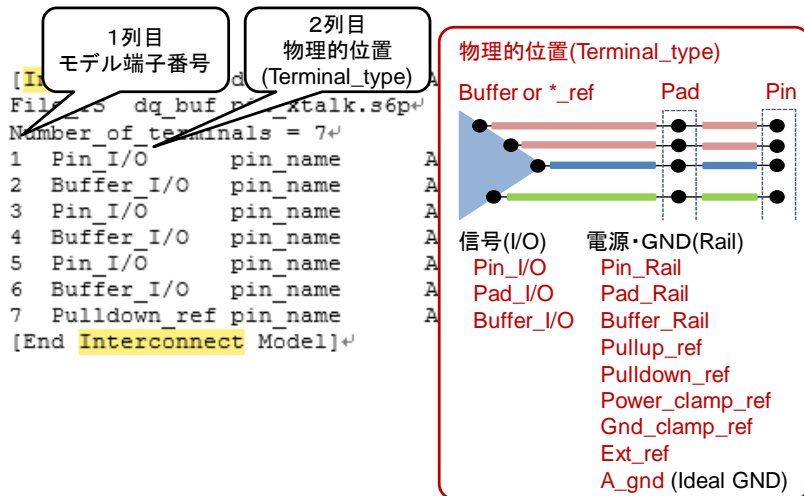 1列目
モデル端子番号
2列目
物理的位置
(Terminal_type)
dq_buf
Number_of_terminals = 7↵
1 Pin_I/O pin_name A
2 Buffer_I/O pin_name A
3 Pin_I/O pin_name A
4 Buffer_I/O pin_name A
5 Pin_I/O pin_name A
6 Buffer_I/O pin_name A
7 Pulldown_ref pin_name A
[End Interconnect Model]↵
物理的位置(Terminal_type)
Buffer or *_ref Pad Pin
信号(I/O) 電源・GND(Rail)
Pin_I/O Pin_Rail
Pad_I/O Pad_Rail
Buffer_I/O Buffer_Rail
Pullup_ref
Pulldown_ref
Power_clamp_ref
Gnd_clamp_ref
Ext_ref
A_gnd (Ideal GND)